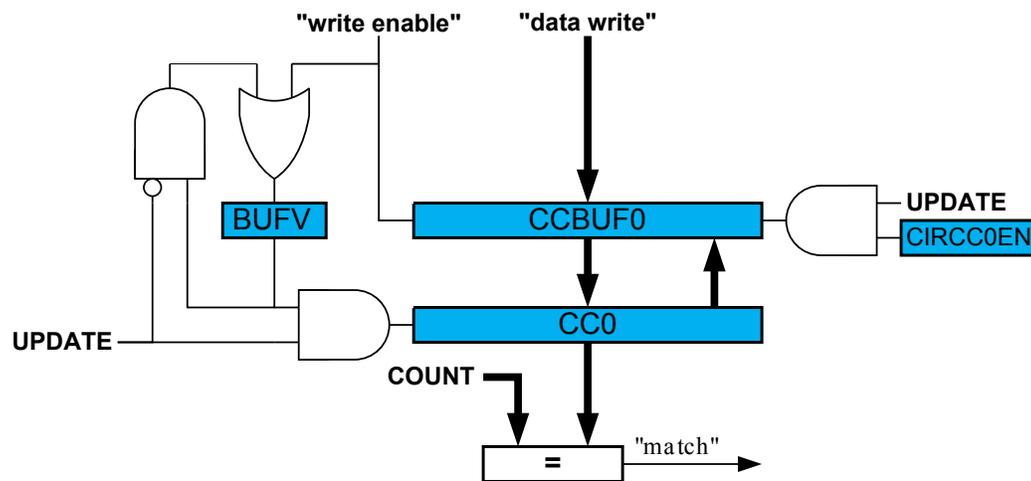 "write enable"
"data write"
BUFV
CCBUF0
UPDATE
CIRCC0EN
UPDATE
CC0
COUNT
=
"match"